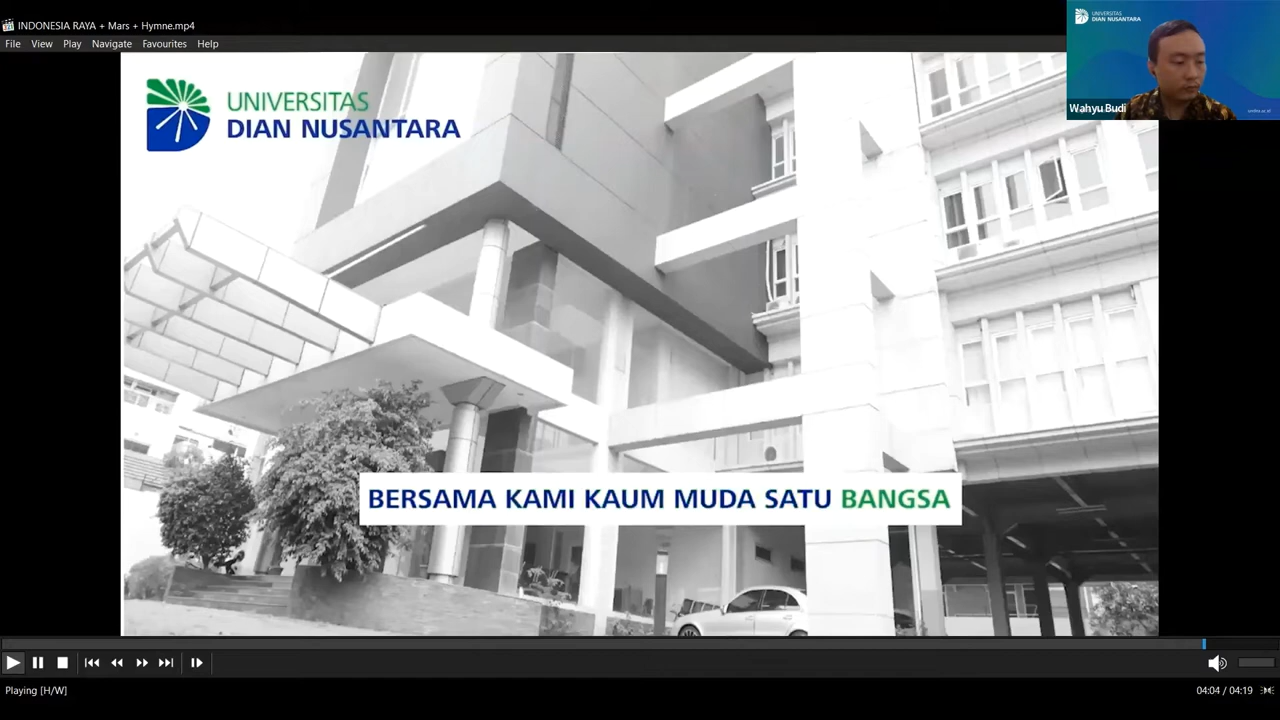 INDONESIA RAYA + Mars + Hymne.mp4
File View Play Navigate Favourites Help
UNIVERSITAS
DIAN NUSANTARA
UNIVERSITAS
DIAN NUSANTARA
Wahyu Budi
BERSAMA KAMI KAUM MUDA SATU BANGSA
Playing [H/W]
04:04 / 04:19